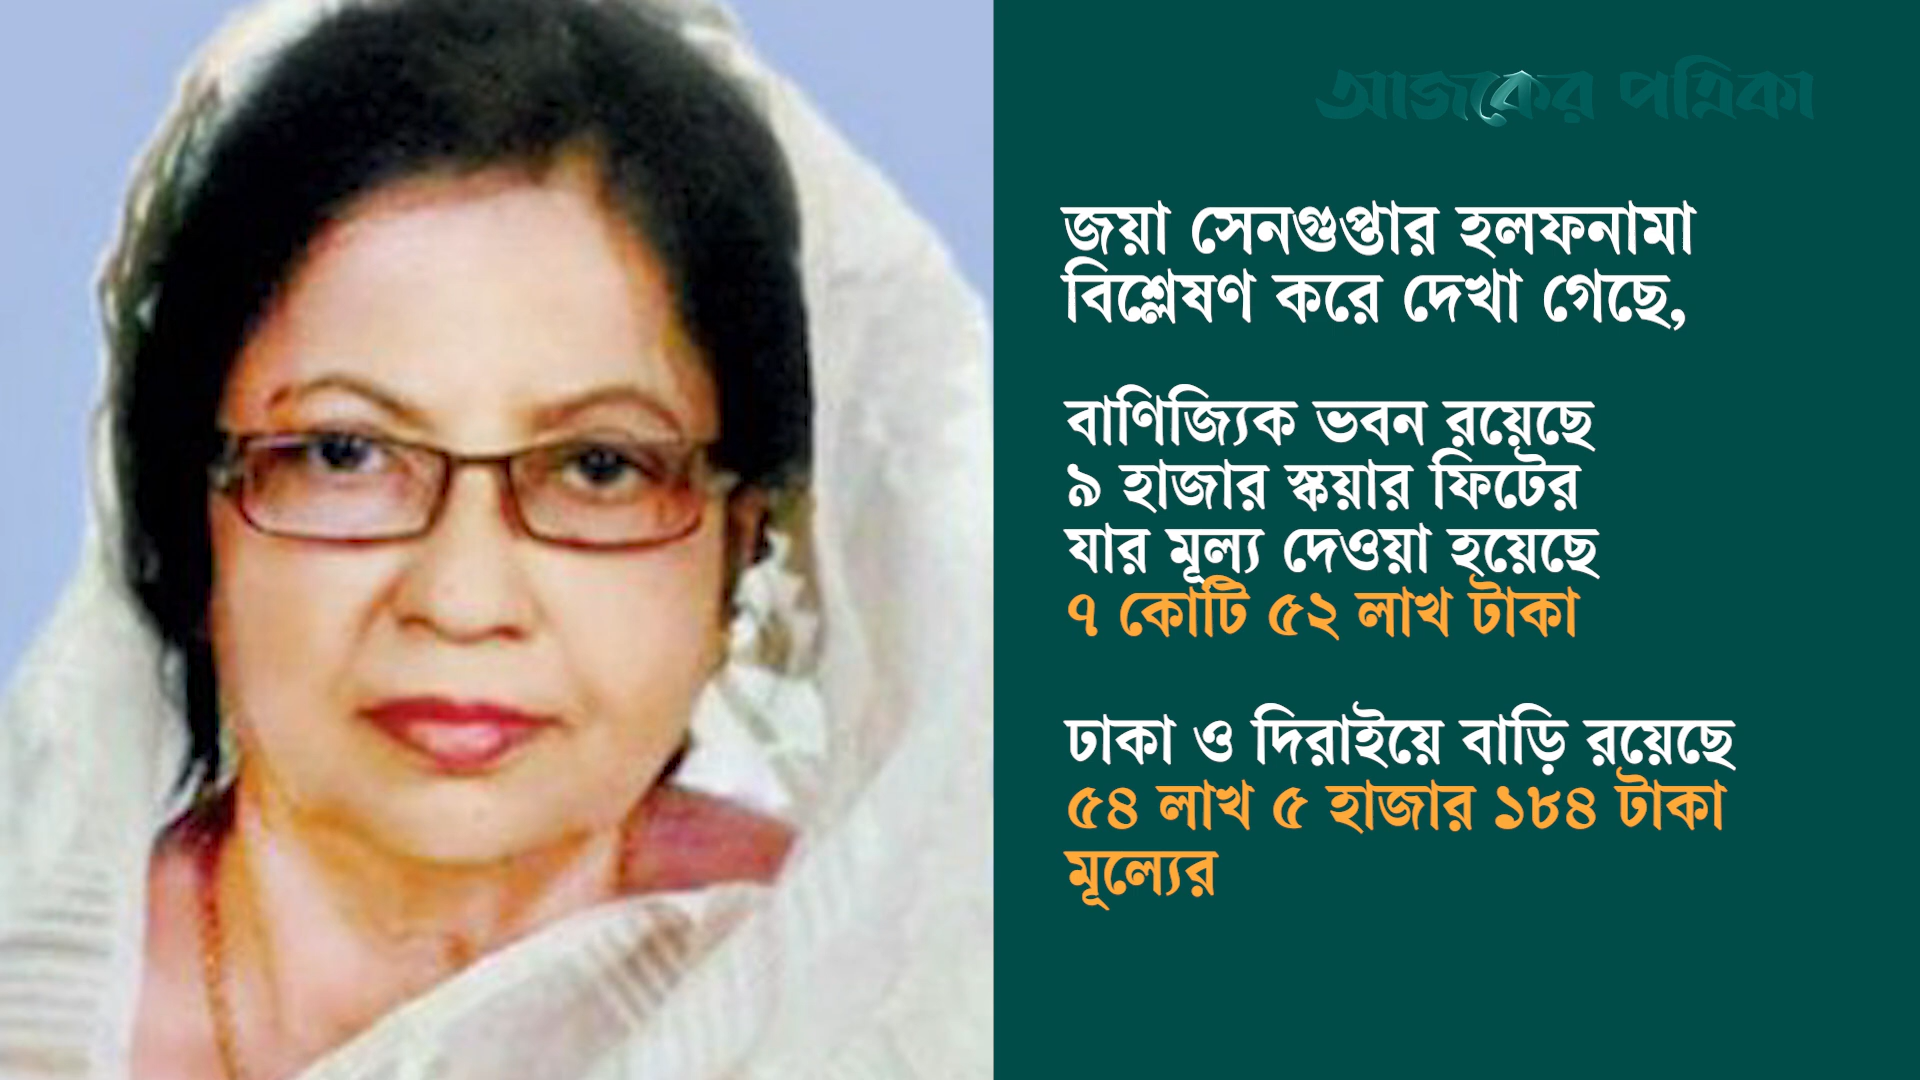 আজকের পত্রিকা
জয়া সেনগুপ্তার হলফনামা
বিশ্লেষণ করে দেখা গেছে,
বাণিজ্যিক ভবন রয়েছে
৯ হাজার স্কয়ার ফিটের
যার মূল্য দেওয়া হয়েছে
৭ কোটি ৫২ লাখ টাকা
ঢাকা ও দিরাইয়ে বাড়ি রয়েছে
৫৪ লাখ ৫ হাজার ১৮৪ টাকা
মূল্যের